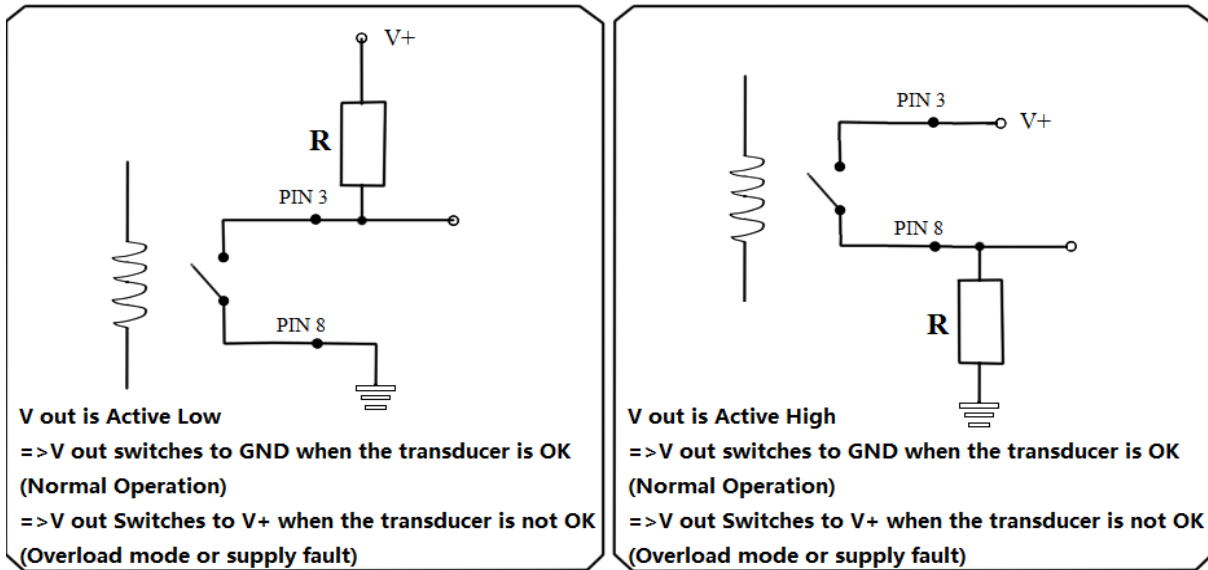 V+
R
PIN 3
PIN 8
V out is Active Low
=>V out switches to GND when the transducer is OK
(Normal Operation)
=>V out Switches to V+ when the transducer is not OK
(Overload mode or supply fault)
PIN 3
V+
PIN 8
R
V out is Active High
=>V out switches to GND when the transducer is OK
(Normal Operation)
=>V out Switches to V+ when the transducer is not OK
(Overload mode or supply fault)